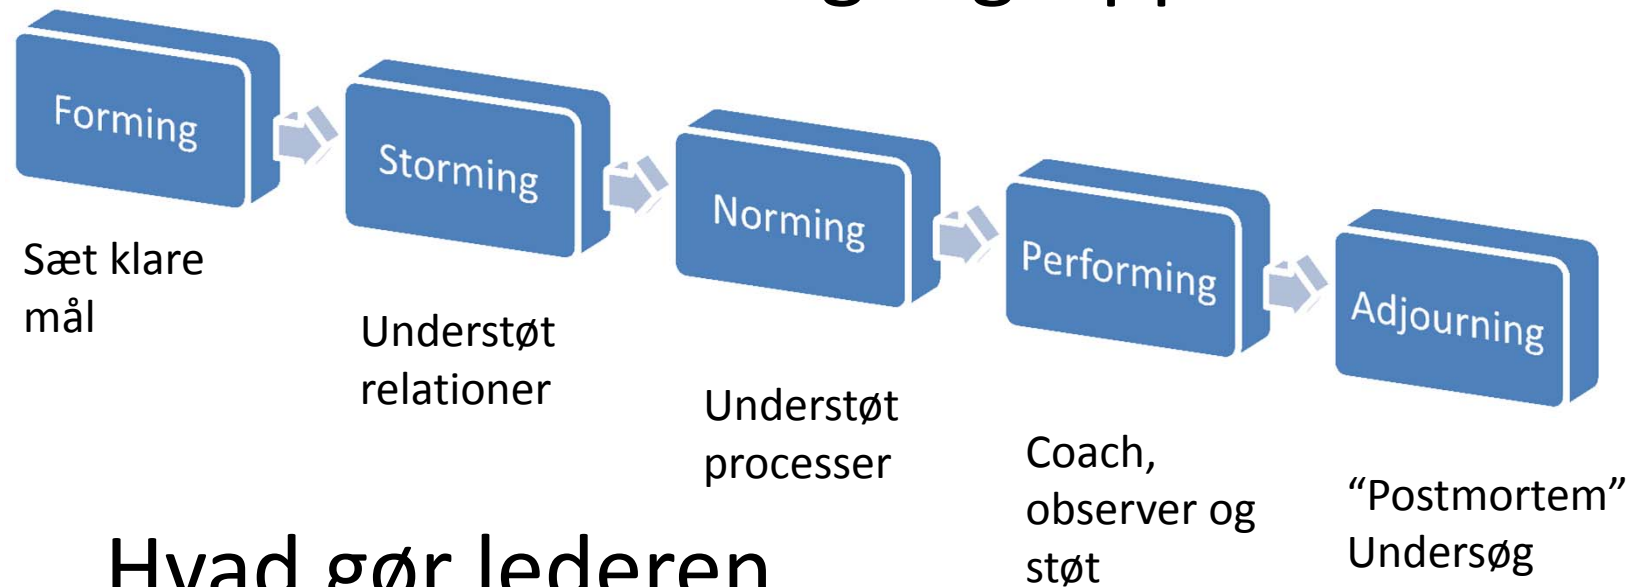 Forming
Storming
Norming
Performing
Adjourning
Sæt klare
mål
Understøt
relationer
Understøt
processer
Coach,
observer og
støt
“Postmortem”
Undersøg
Hvad gør lederen